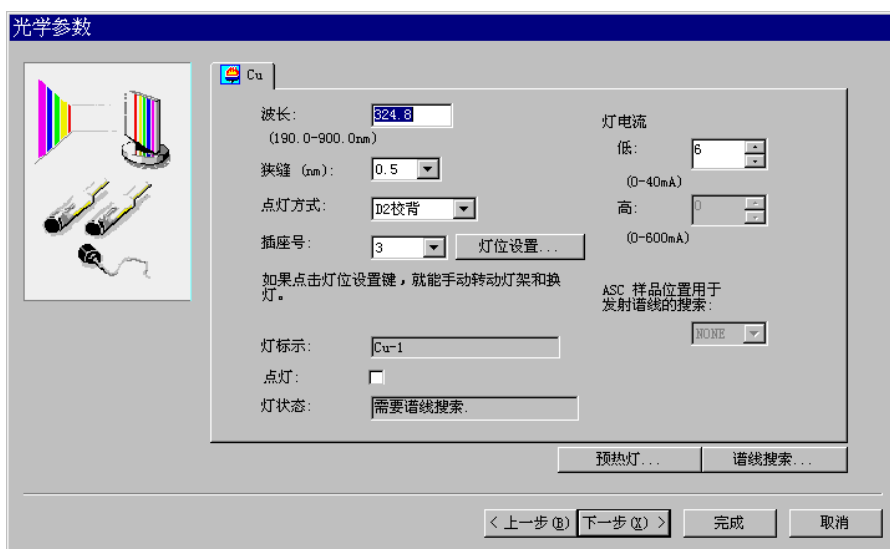 光学参数
Cu
波长:
324.8
(190.0-900.0nm)
狭缝 (nm):
0.5
点灯方式:
D2校背
插座号:
3
灯位设置...
如果点击灯位设置键，就能手动转动灯架和换
灯。
灯标示:
Cu-1
点灯:
灯状态:
需要谱线搜索.
灯电流
低:
6
(0-40mA)
高:
0
(0-600mA)
ASC 样品位置用于
发射谱线的搜索:
NONE
预热灯...
谱线搜索...
< 上一步(B)
下一步(X) >
完成
取消